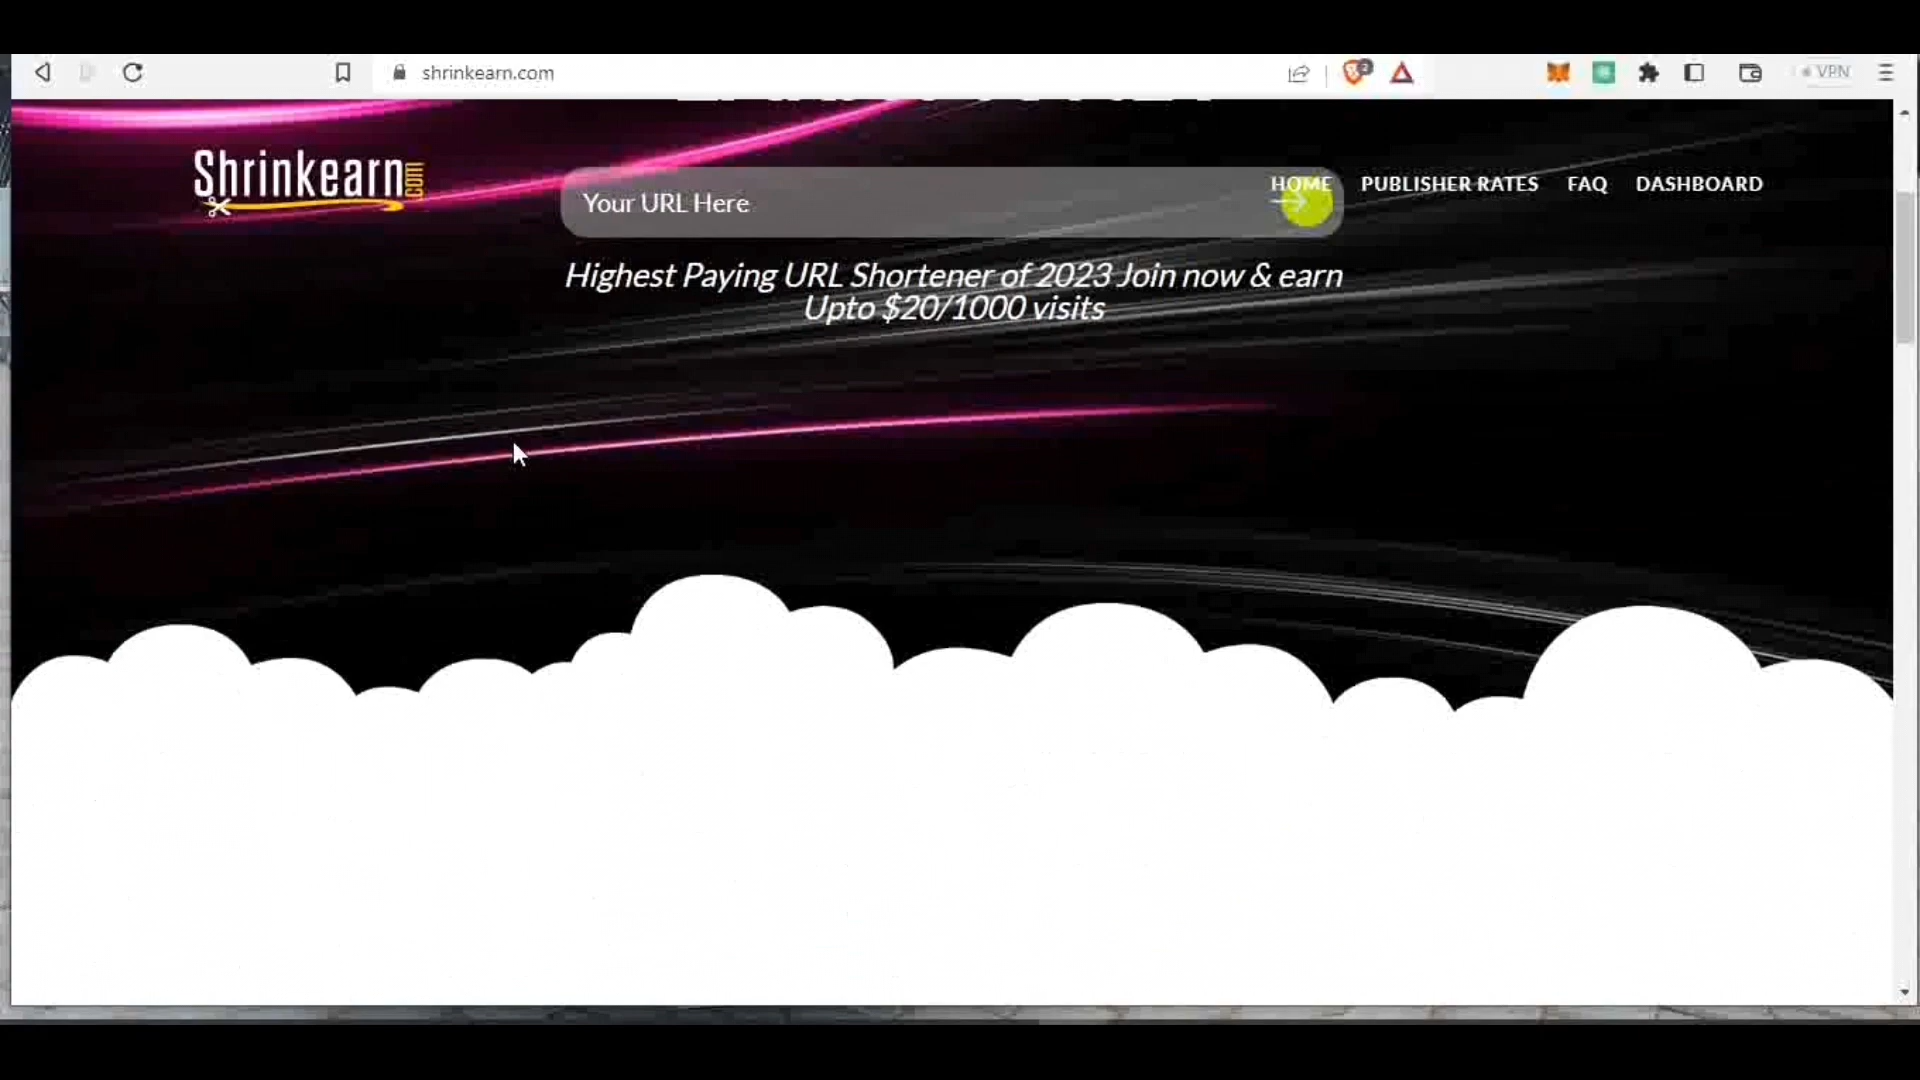 shrinkearn.com
2
VPN
Shrinkearn.com
HOME
PUBLISHER RATES
FAQ
DASHBOARD
Your URL Here
Highest Paying URL Shortener of 2023 Join now & earn
Upto $20/1000 visits